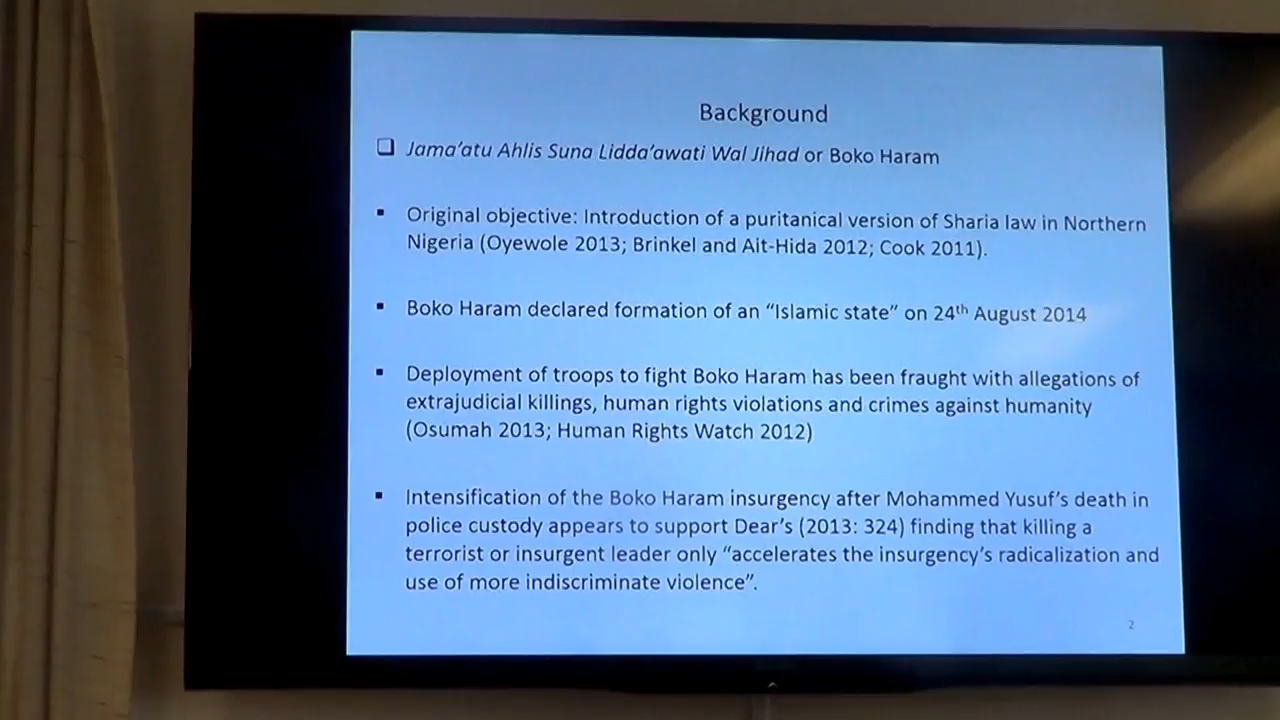 Background
❑ Jama’atu Ahlis Suna Lidda’awati Wal Jihad or Boko Haram
▪ Original objective: Introduction of a puritanical version of Sharia law in Northern
Nigeria (Oyewole 2013; Brinkel and Ait-Hida 2012; Cook 2011).
▪ Boko Haram declared formation of an “Islamic state” on 24th August 2014
▪ Deployment of troops to fight Boko Haram has been fraught with allegations of
extrajudicial killings, human rights violations and crimes against humanity
(Osumah 2013; Human Rights Watch 2012)
▪ Intensification of the Boko Haram insurgency after Mohammed Yusuf’s death in
police custody appears to support Dear’s (2013: 324) finding that killing a
terrorist or insurgent leader only “accelerates the insurgency’s radicalization and
use of more indiscriminate violence”.
2